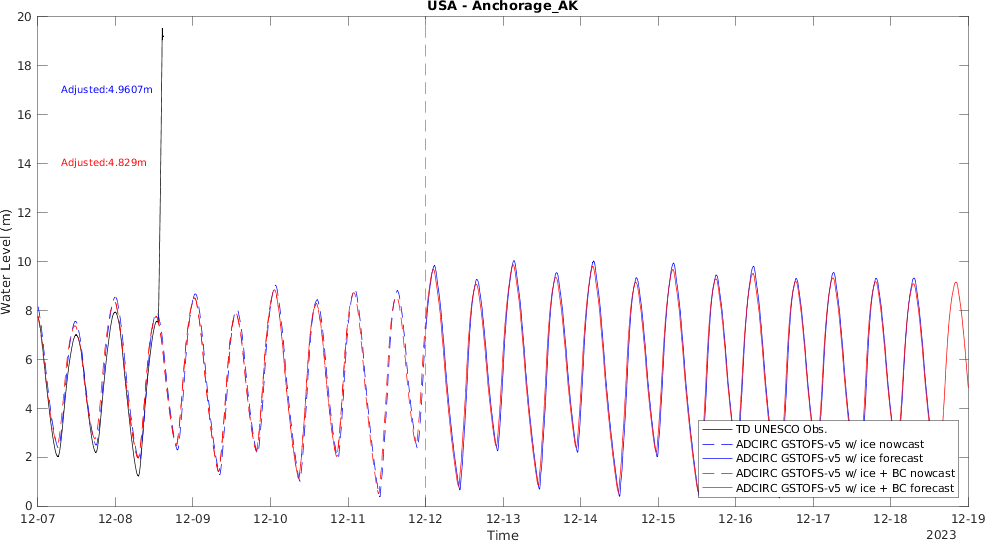 USA - Anchorage_AK
20
18
16
14
12
10
8
6
4
2
0
Water Level (m)
Adjusted:4.9607m
Adjusted:4.829m
TD UNESCO Obs.
ADCIRC GSTOFS-v5 w/ ice nowcast
ADCIRC GSTOFS-v5 w/ ice forecast
ADCIRC GSTOFS-v5 w/ ice + BC nowcast
ADCIRC GSTOFS-v5 w/ ice + BC forecast
12-07 12-08 12-09 12-10 12-11 12-12 12-13 12-14 12-15 12-16 12-17 12-18 12-19
Time
2023